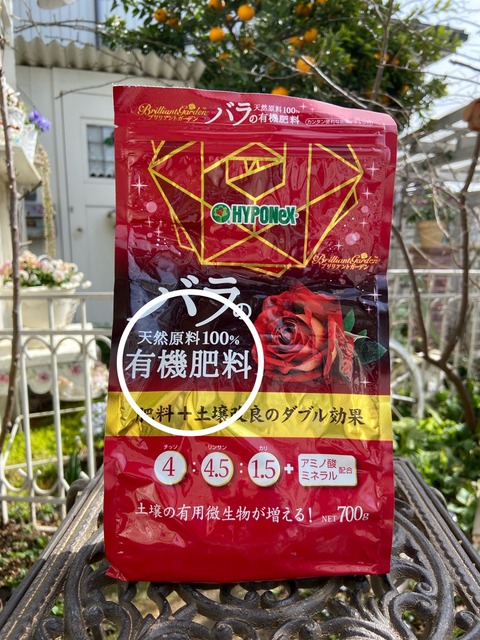 Brilliant Garden
ブリリアントガーデン
バラの
天然原料100%
有機肥料
HYPONeX
Brilliant Garden
ブリリアントガーデン
バラの
天然原料100%
有機肥料
肥料+土壌改良のダブル効果
チッソ リンサン カリ
4 : 4.5 : 1.5 + アミノ酸 ミネラル 配合
土壌の有用微生物が増える! NET 700g